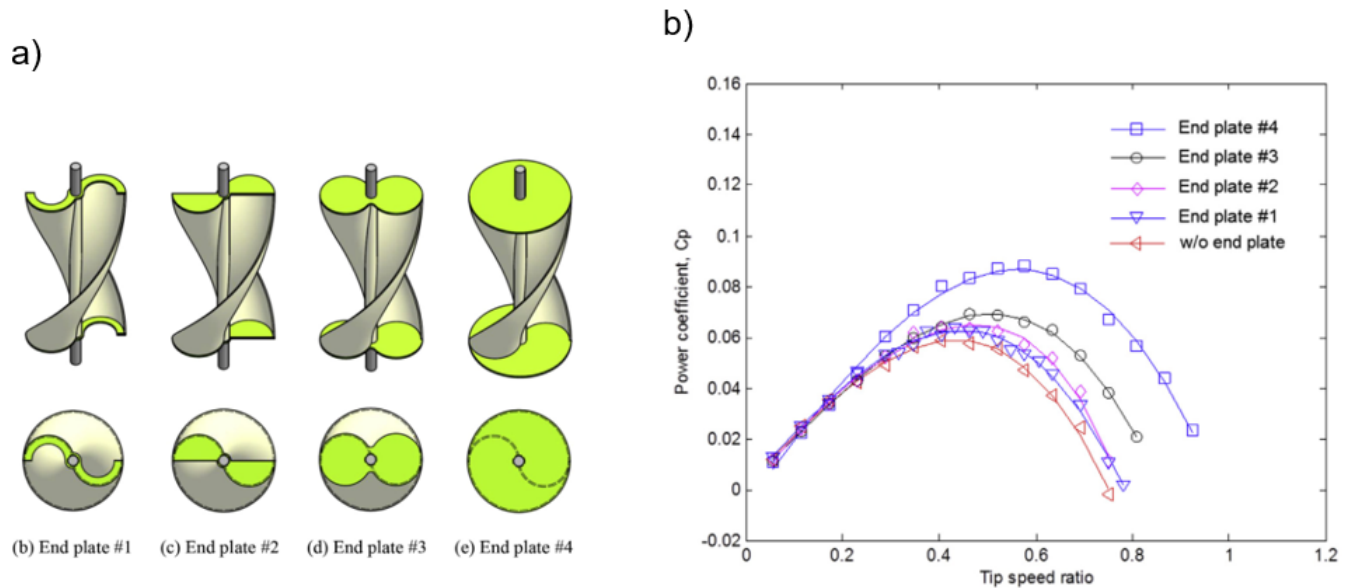 a)
(b) End plate #1
(c) End plate #2
(d) End plate #3
(e) End plate #4
b)
0.16
0.14
0.12
0.1
0.08
0.06
0.04
0.02
0
-0.02
Power coefficient, Cp
End plate #4
End plate #3
End plate #2
End plate #1
w/o end plate
0 0.2 0.4 0.6 0.8 1 1.2
Tip speed ratio